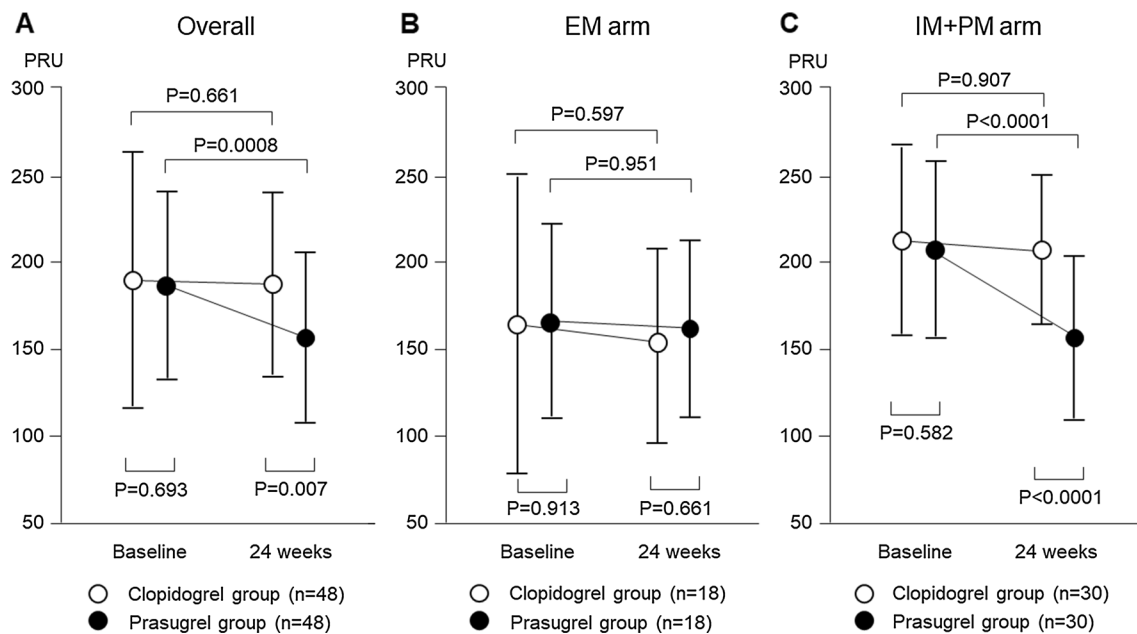 A Overall
PRU
300
250
200
150
100
50
P=0.661
P=0.0008
P=0.693
P=0.007
Baseline 24 weeks
Clopidogrel group (n=48)
Prasugrel group (n=48)
B EM arm
PRU
300
250
200
150
100
50
P=0.597
P=0.951
P=0.913
P=0.661
Baseline 24 weeks
Clopidogrel group (n=18)
Prasugrel group (n=18)
C IM+PM arm
PRU
300
250
200
150
100
50
P=0.907
P<0.0001
P=0.582
P<0.0001
Baseline 24 weeks
Clopidogrel group (n=30)
Prasugrel group (n=30)